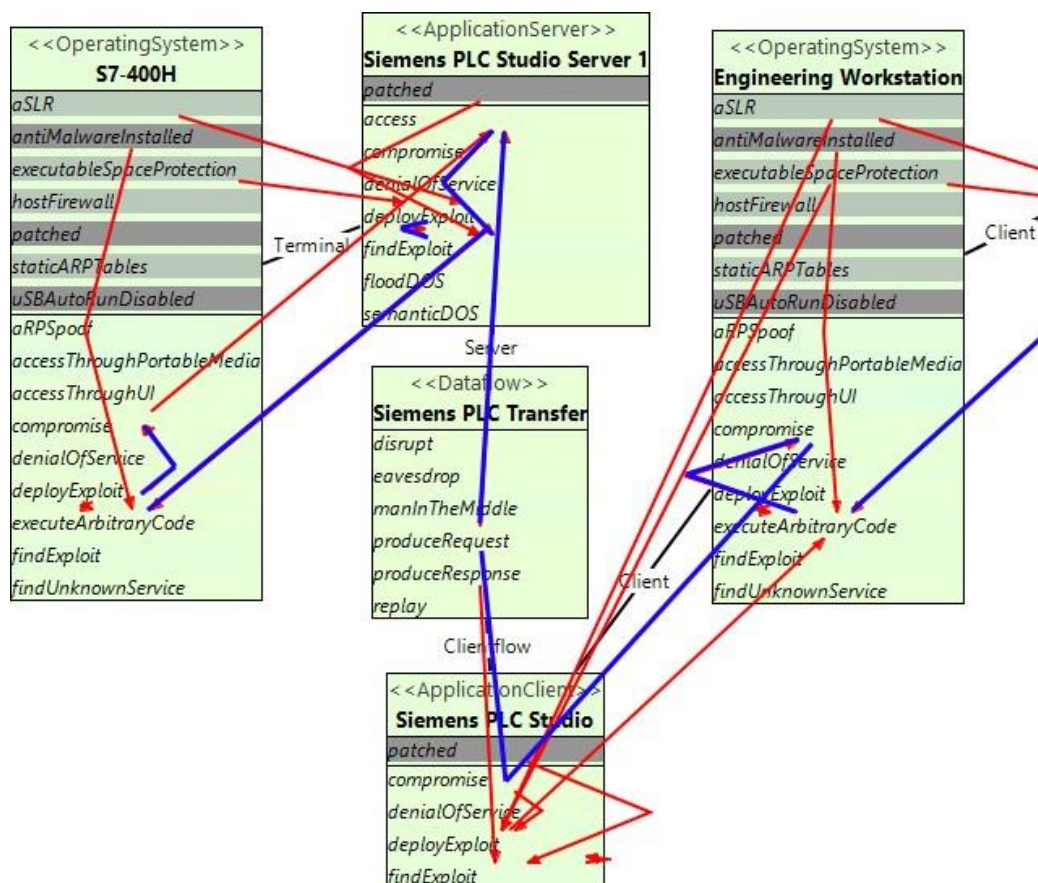 <<OperatingSystem>>
S7-400H
aSLR
antiMalwareInstalled
executableSpaceProtection
hostFirewall
patched
staticARPTables
uSBAutoRunDisabled
aRPSpoof
accessThroughPortableMedia
accessThroughUI
compromise
denialOfService
deployExploit
executeArbitraryCode
findExploit
findUnknownService
Terminal
<<ApplicationServer>>
Siemens PLC Studio Server 1
patched
access
compromise
denialOfService
deployExploit
findExploit
floodDOS
semanticDOS
Server
<<Dataflow>>
Siemens PLC Transfer
disrupt
eavesdrop
manInTheMiddle
produceRequest
produceResponse
replay
Client flow
<<ApplicationClient>>
Siemens PLC Studio
patched
compromise
denialOfService
deployExploit
findExploit
Client
<<OperatingSystem>>
Engineering Workstation
aSLR
antiMalwareInstalled
executableSpaceProtection
hostFirewall
patched
staticARPTables
uSBAutoRunDisabled
aRPSpoof
accessThroughPortableMedia
accessThroughUI
compromise
denialOfService
deployExploit
executeArbitraryCode
findExploit
findUnknownService
Client